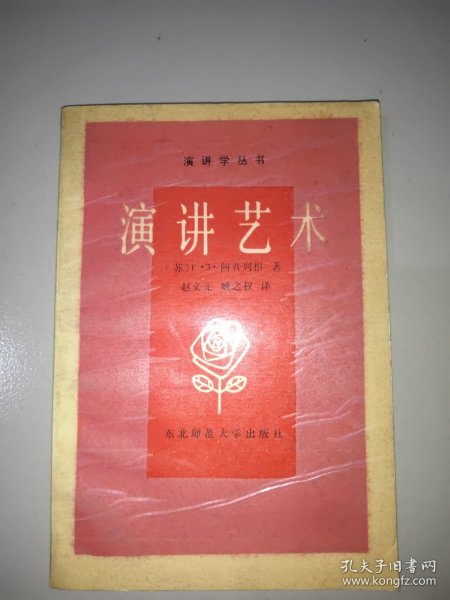 演讲学丛书
演讲艺术
〔苏〕Г·З·阿普列相 著
赵文元 姚之权 译
东北师范大学出版社
孔夫子旧书网
www.kongfz.com